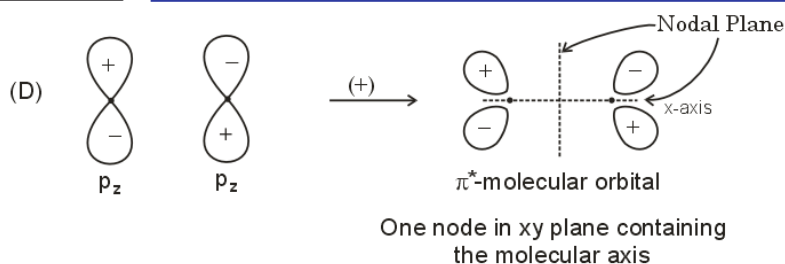 Nodal Plane
(D)
+ − (+) + −
− + − +
x-axis
p_z p_z π*-molecular orbital
One node in xy plane containing
the molecular axis